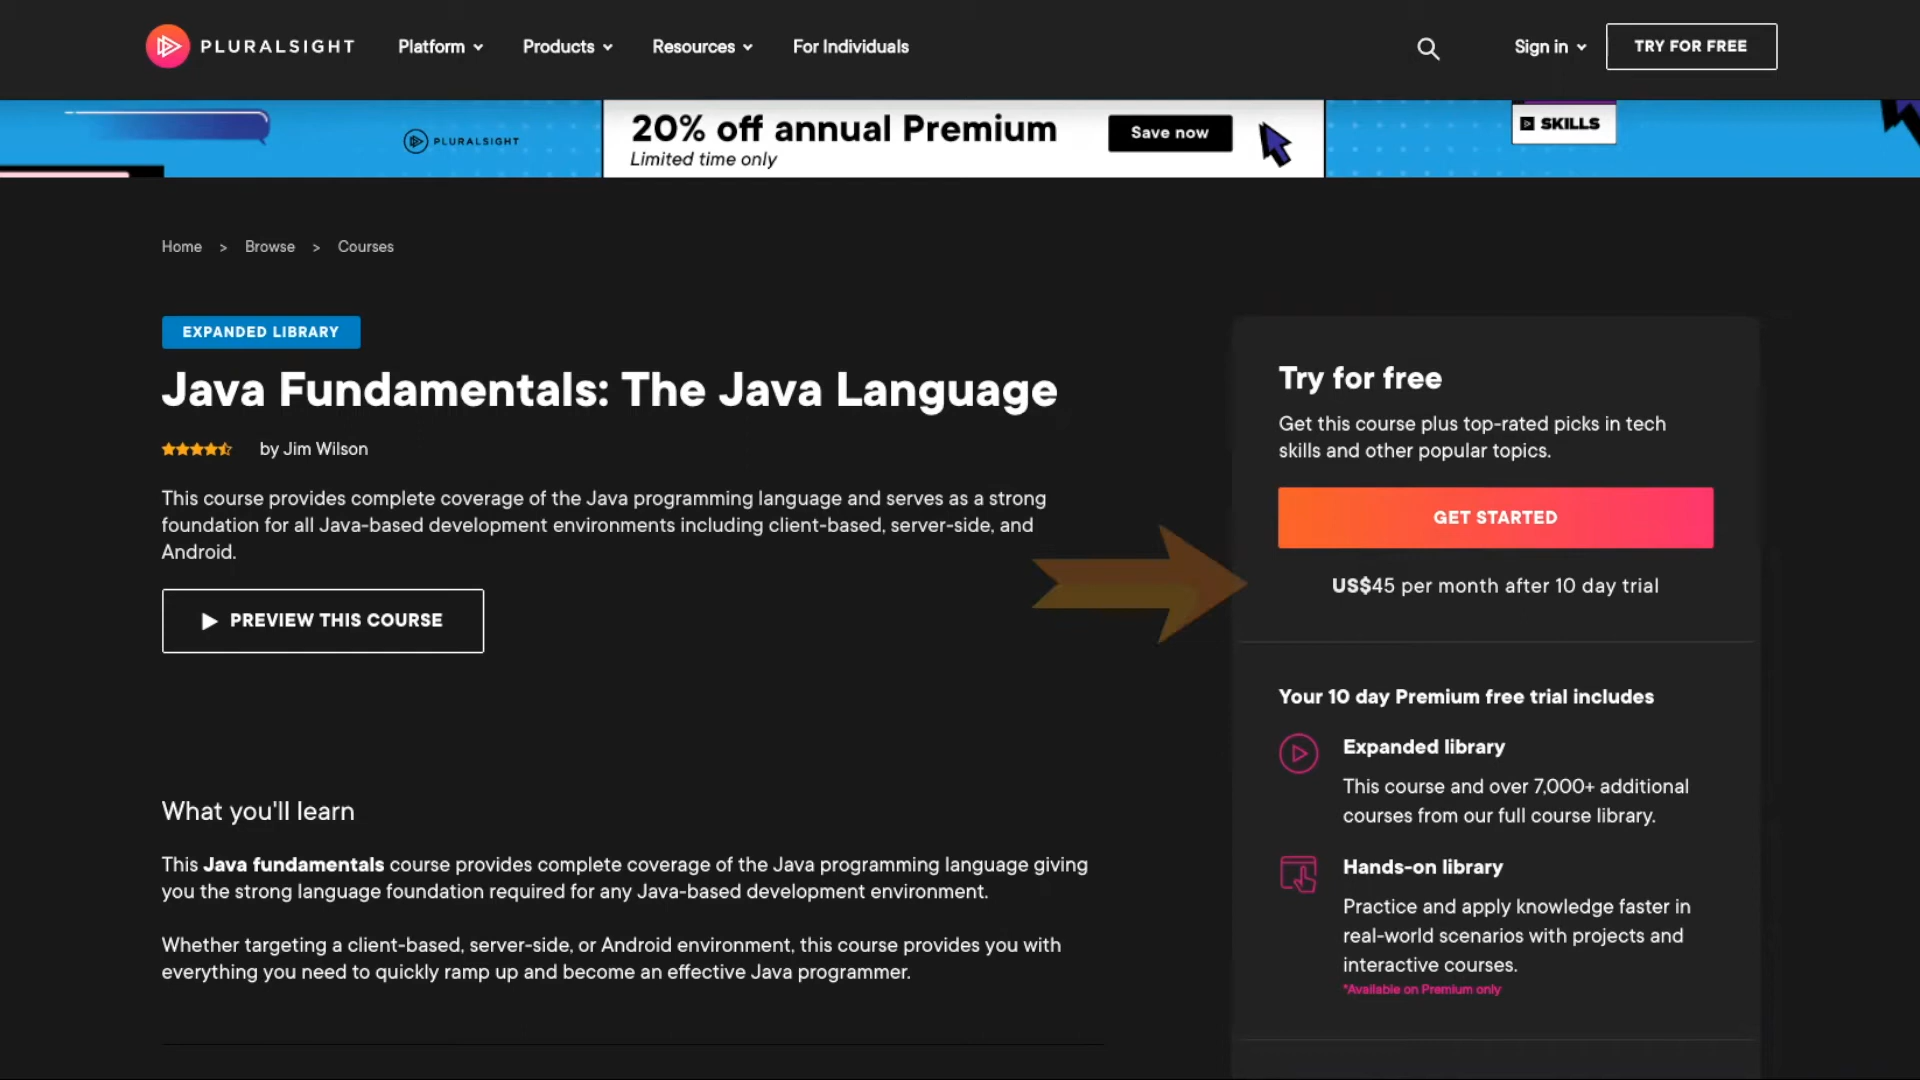 PLURALSIGHT
Platform
Products
Resources
For Individuals
Sign in
TRY FOR FREE
PLURALSIGHT
20% off annual Premium
Limited time only
Save now
SKILLS
Home > Browse > Courses
EXPANDED LIBRARY
Java Fundamentals: The Java Language
by Jim Wilson
This course provides complete coverage of the Java programming language and serves as a strong
foundation for all Java-based development environments including client-based, server-side, and
Android.
PREVIEW THIS COURSE
What you'll learn
This Java fundamentals course provides complete coverage of the Java programming language giving
you the strong language foundation required for any Java-based development environment.
Whether targeting a client-based, server-side, or Android environment, this course provides you with
everything you need to quickly ramp up and become an effective Java programmer.
Try for free
Get this course plus top-rated picks in tech
skills and other popular topics.
GET STARTED
US$45 per month after 10 day trial
Your 10 day Premium free trial includes
Expanded library
This course and over 7,000+ additional
courses from our full course library.
Hands-on library
Practice and apply knowledge faster in
real-world scenarios with projects and
interactive courses.
*Available on Premium only